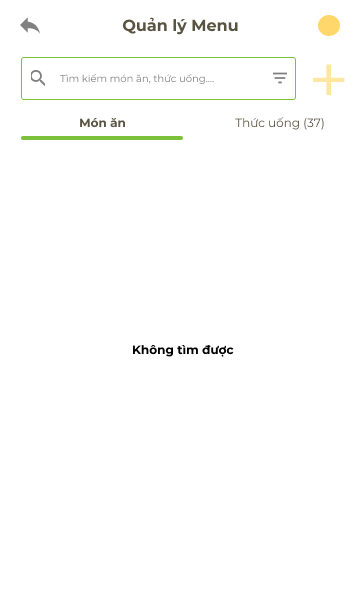 Quản lý Menu
Tìm kiếm món ăn, thức uống....
Món ăn
Thức uống (37)
Không tìm được